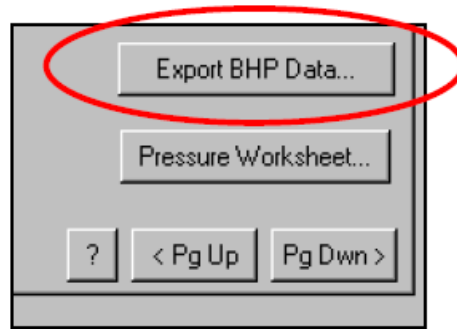 Export BHP Data...
Pressure Worksheet...
? < Pg Up Pg Dwn >